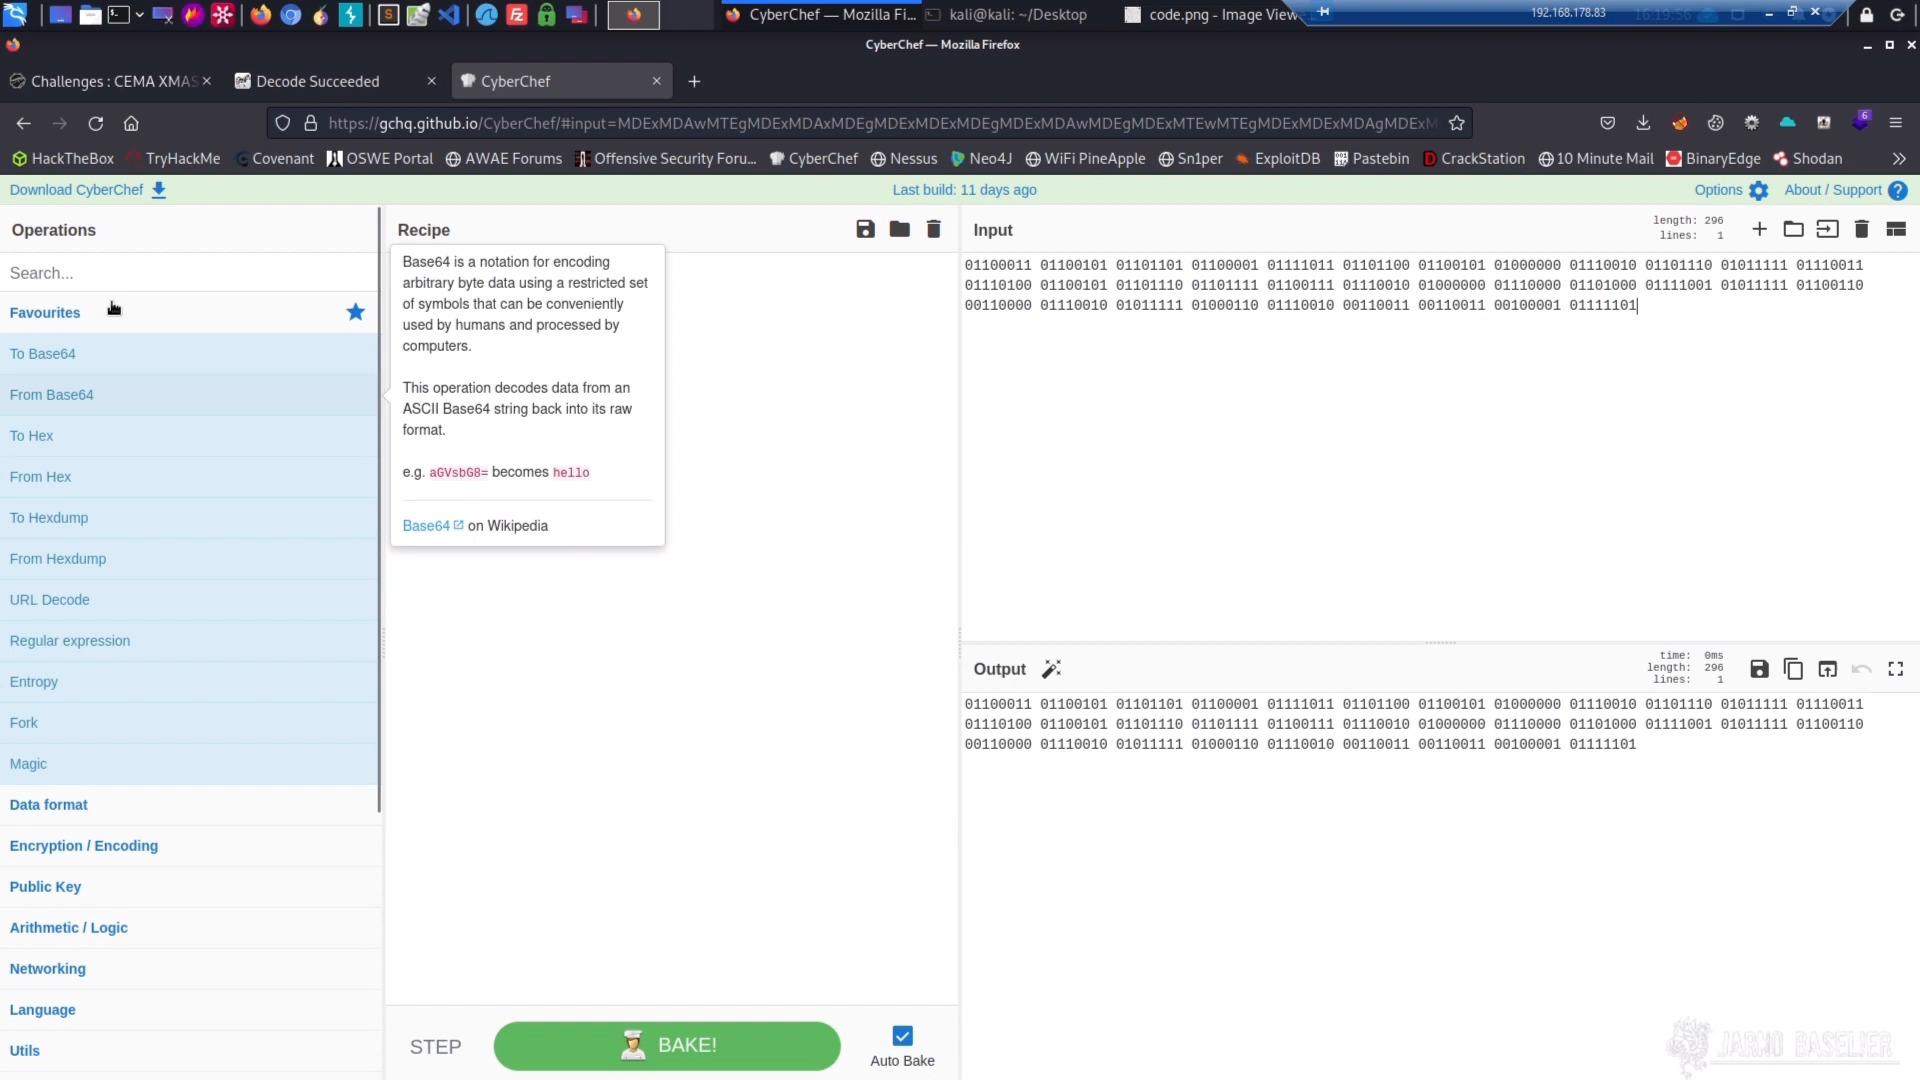 CyberChef — Mozilla Fi...
kali@kali: ~/Desktop
code.png - Image Viewe...
192.168.178.83
16:19:56
CyberChef — Mozilla Firefox
Challenges : CEMA XMAS
Decode Succeeded
CyberChef
https://gchq.github.io/CyberChef/#input=MDExMDAwMTEgMDExMDAxMDEgMDExMDExMDEgMDExMDAwMDEgMDExMTEwMTEgMDExMDExMDAgMDExM
6
HackTheBox
TryHackMe
Covenant
OSWE Portal
AWAE Forums
Offensive Security Foru...
CyberChef
Nessus
Neo4J
WiFi PineApple
Sn1per
ExploitDB
Pastebin
CrackStation
10 Minute Mail
BinaryEdge
Shodan
Download CyberChef
Last build: 11 days ago
Options
About / Support
Operations
Search...
Favourites
To Base64
From Base64
To Hex
From Hex
To Hexdump
From Hexdump
URL Decode
Regular expression
Entropy
Fork
Magic
Data format
Encryption / Encoding
Public Key
Arithmetic / Logic
Networking
Language
Utils
Recipe
Base64 is a notation for encoding
arbitrary byte data using a restricted set
of symbols that can be conveniently
used by humans and processed by
computers.
This operation decodes data from an
ASCII Base64 string back into its raw
format.
e.g. aGVsbG8= becomes hello
Base64 on Wikipedia
STEP
BAKE!
Auto Bake
Input
length: 296
lines: 1
01100011 01100101 01101101 01100001 01111011 01101100 01100101 01000000 01110010 01101110 01011111 01110011
01110100 01100101 01101110 01101111 01100111 01110010 01000000 01110000 01101000 01111001 01011111 01100110
00110000 01110010 01011111 01000110 01110010 00110011 00110011 00100001 01111101
Output
time: 0ms
length: 296
lines: 1
01100011 01100101 01101101 01100001 01111011 01101100 01100101 01000000 01110010 01101110 01011111 01110011
01110100 01100101 01101110 01101111 01100111 01110010 01000000 01110000 01101000 01111001 01011111 01100110
00110000 01110010 01011111 01000110 01110010 00110011 00110011 00100001 01111101
JARNO BASELIER